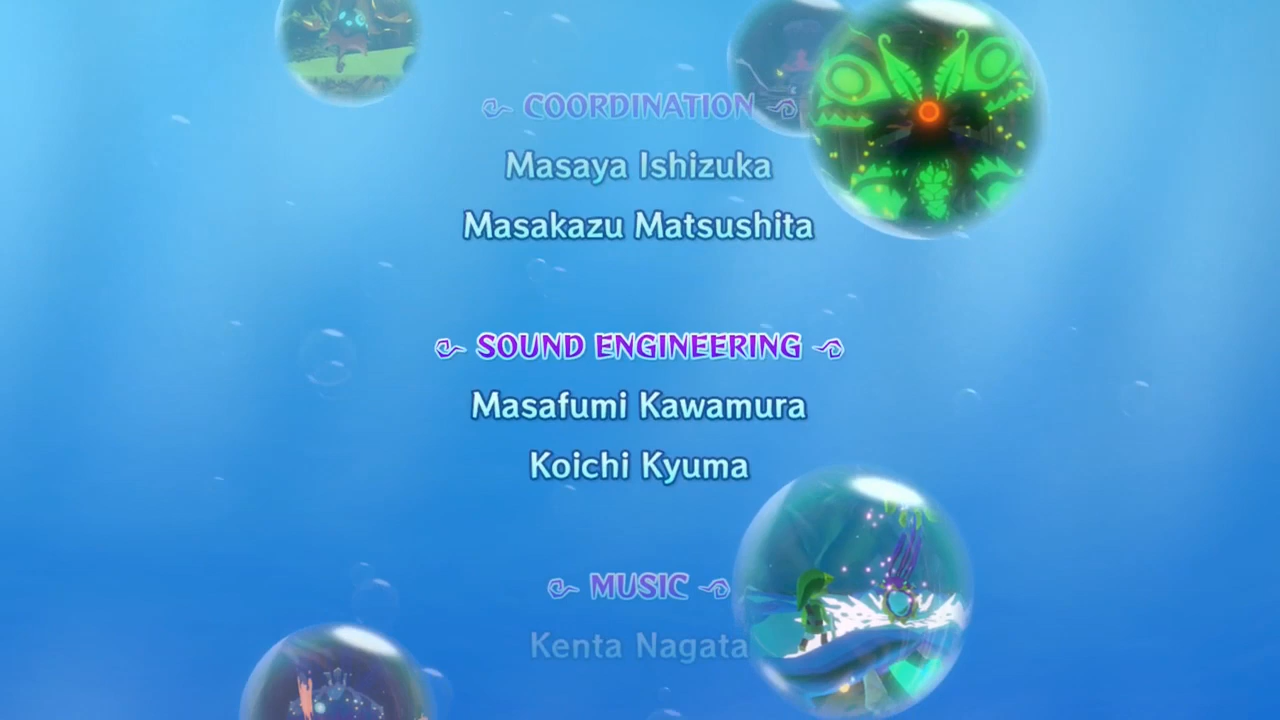 COORDINATION
Masaya Ishizuka
Masakazu Matsushita
SOUND ENGINEERING
Masafumi Kawamura
Koichi Kyuma
MUSIC
Kenta Nagata